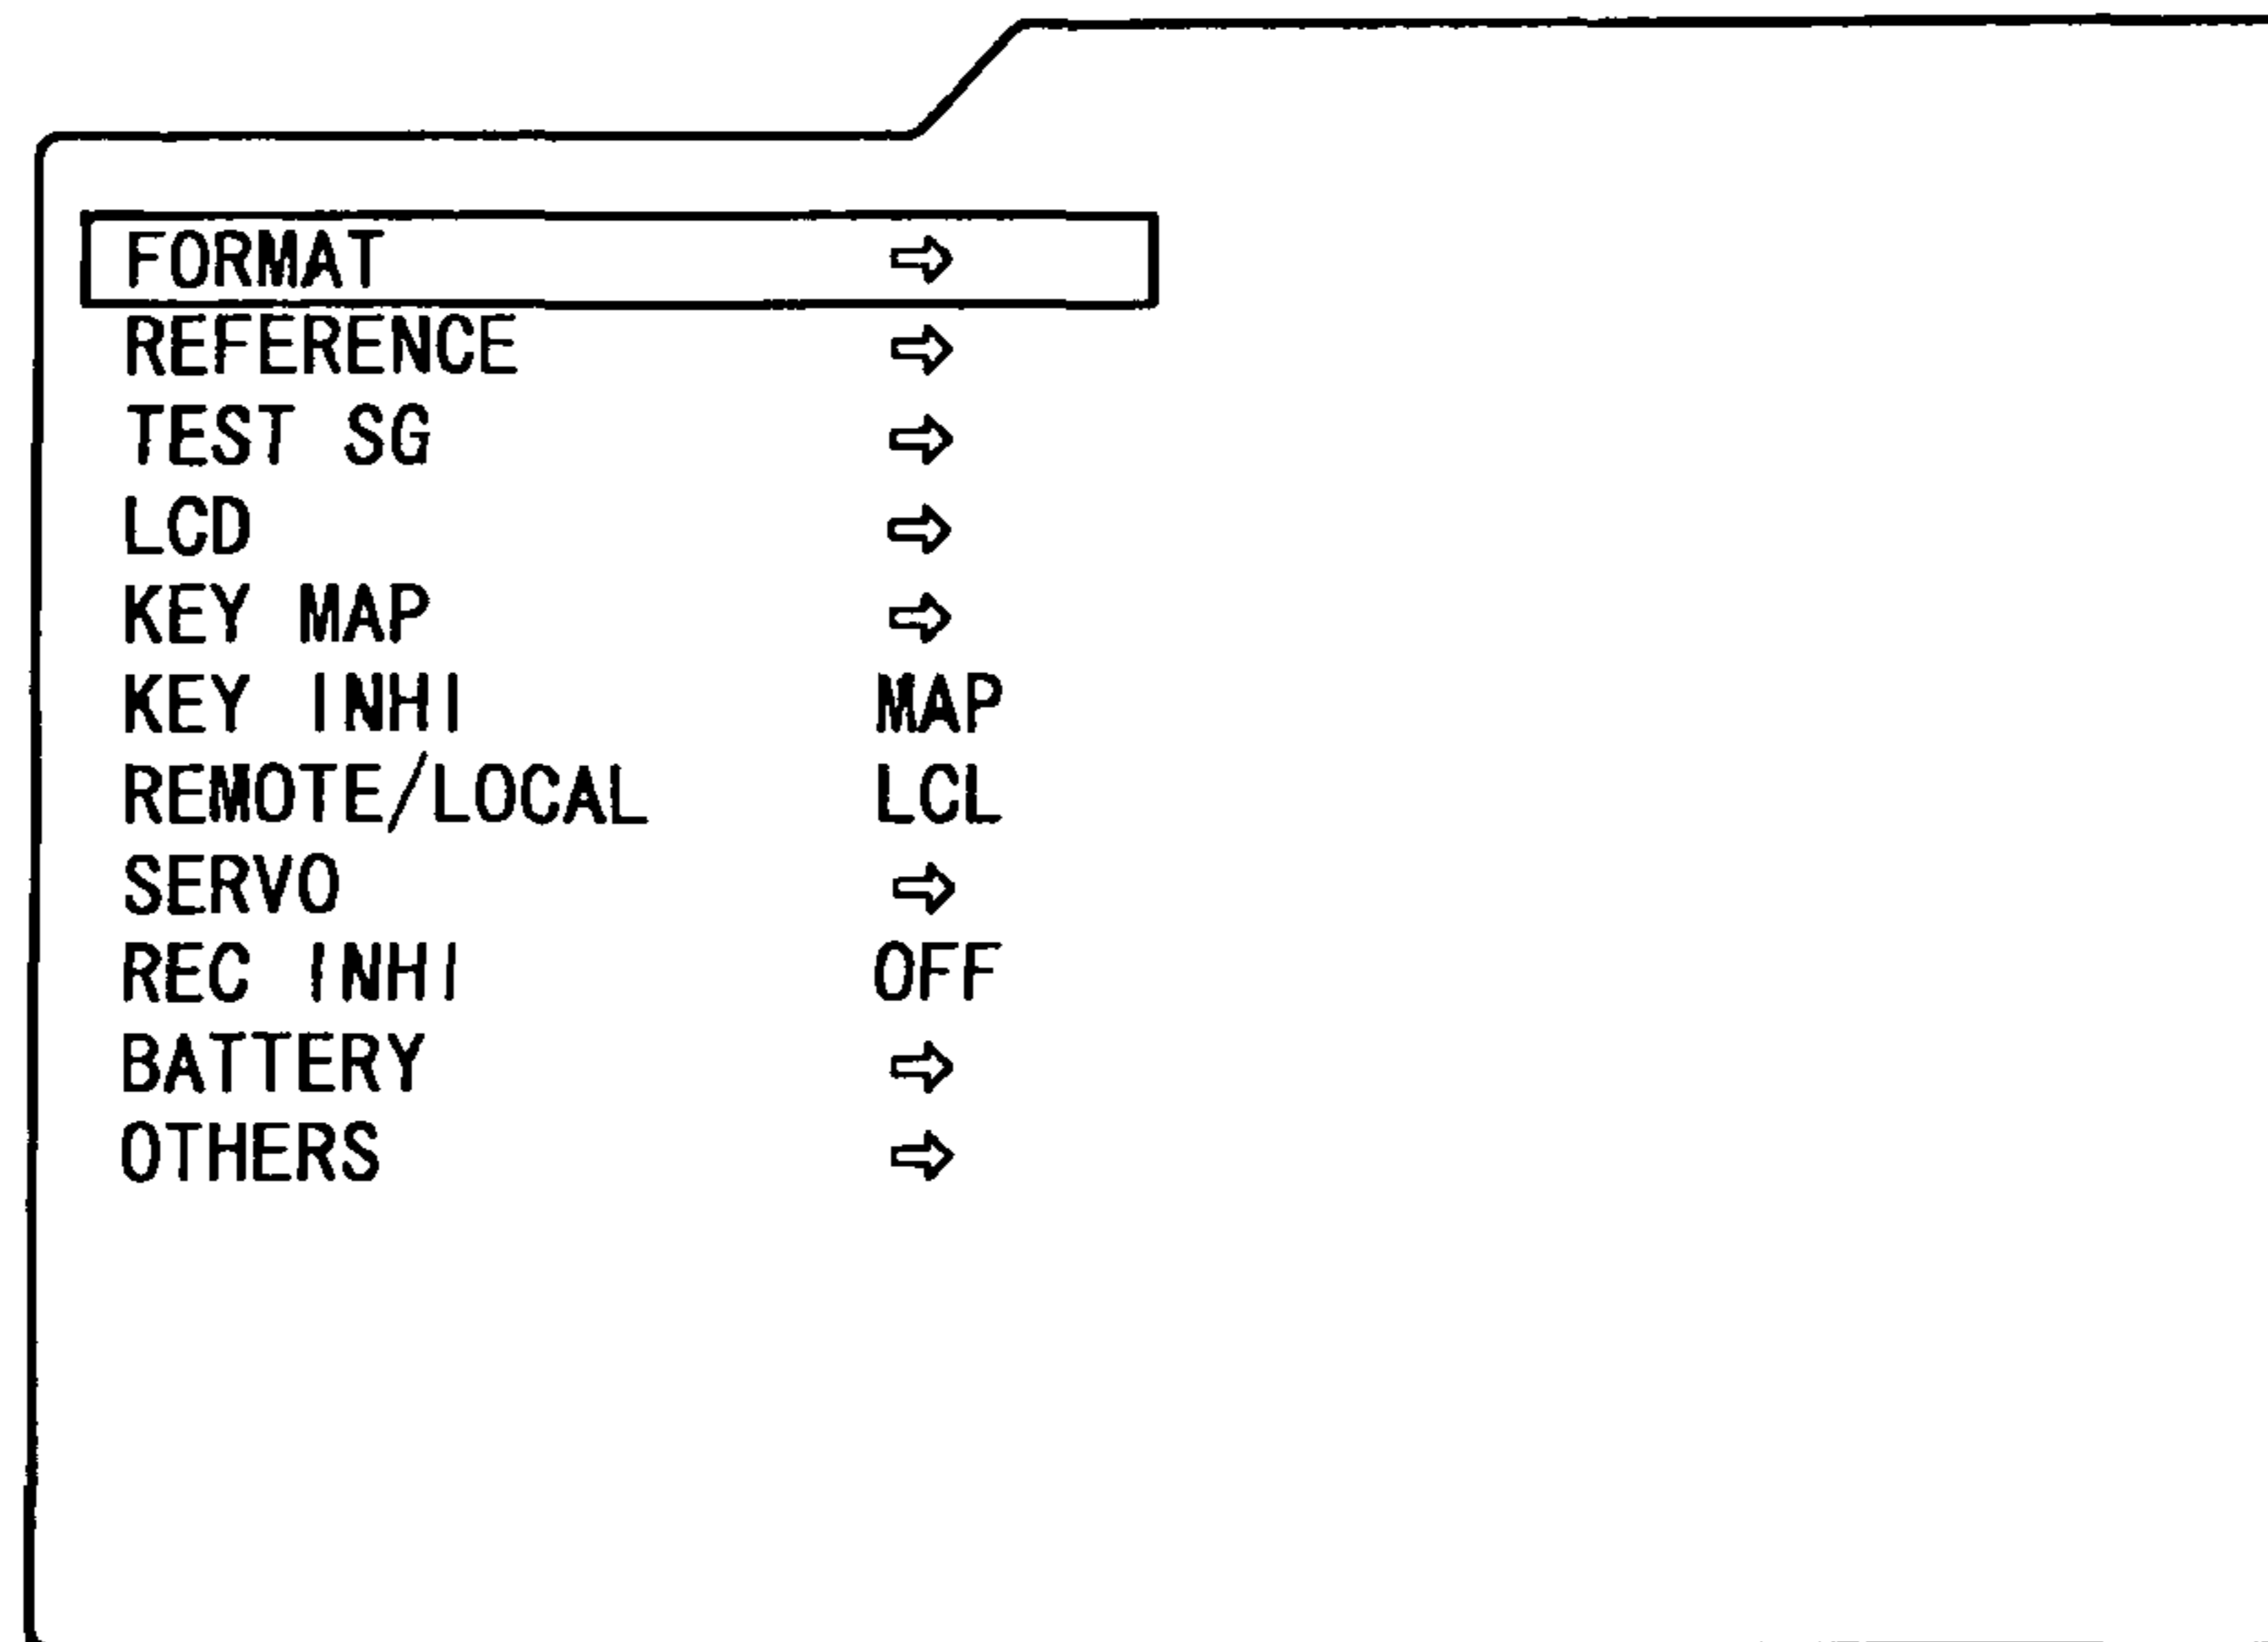 FORMAT ⇨
REFERENCE ⇨
TEST SG ⇨
LCD ⇨
KEY MAP ⇨
KEY INHI MAP
REMOTE/LOCAL LCL
SERVO ⇨
REC INHI OFF
BATTERY ⇨
OTHERS ⇨